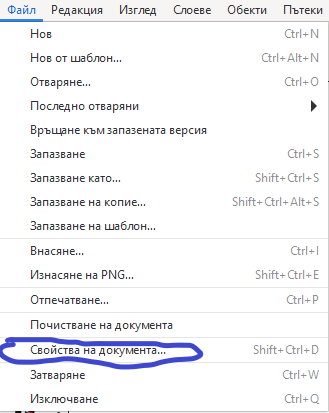 Файл Редакция Изглед Слоеве Обекти Пътеки
Нов Ctrl+N
Нов от шаблон... Ctrl+Alt+N
Отваряне... Ctrl+O
Последно отваряни
Връщане към запазената версия
Запазване Ctrl+S
Запазване като... Shift+Ctrl+S
Запазване на копие... Shift+Ctrl+Alt+S
Запазване на шаблон...
Внасяне... Ctrl+I
Изнасяне на PNG... Shift+Ctrl+E
Отпечатване... Ctrl+P
Почистване на документа
Свойства на документа... Shift+Ctrl+D
Затваряне Ctrl+W
Изключване Ctrl+Q